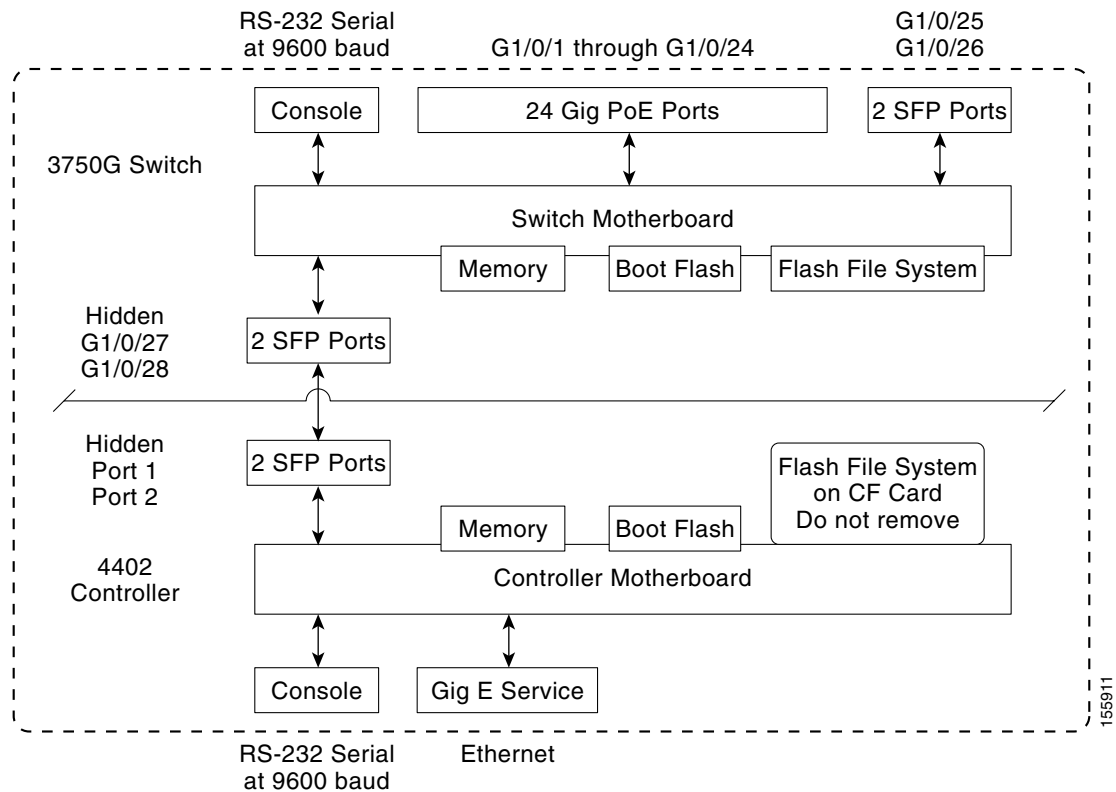 RS-232 Serial
at 9600 baud
G1/0/1 through G1/0/24
G1/0/25
G1/0/26
Console
24 Gig PoE Ports
2 SFP Ports
3750G Switch
Switch Motherboard
Memory
Boot Flash
Flash File System
Hidden
G1/0/27
G1/0/28
2 SFP Ports
Hidden
Port 1
Port 2
2 SFP Ports
Flash File System
on CF Card
Do not remove
Memory
Boot Flash
4402
Controller
Controller Motherboard
Console
Gig E Service
155911
RS-232 Serial
at 9600 baud
Ethernet